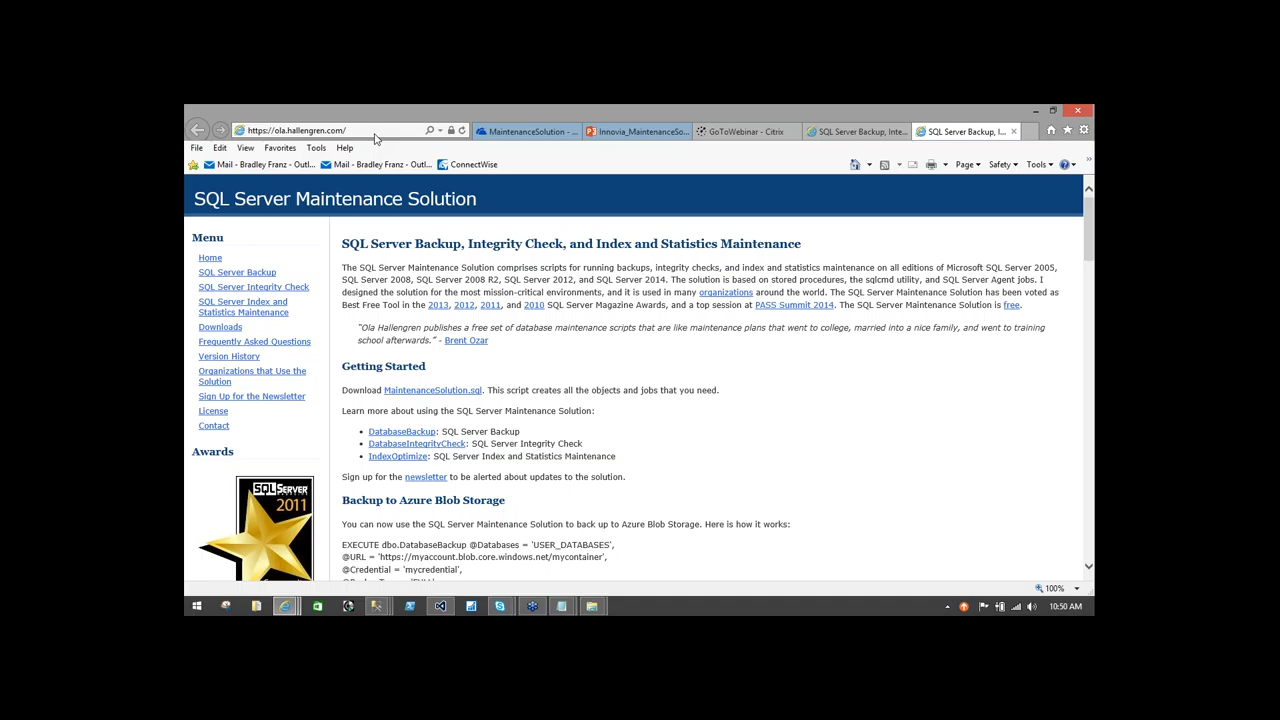 https://ola.hallengren.com/
MaintenanceSolution - ...
Innovia_MaintenanceSo...
GoToWebinar - Citrix
SQL Server Backup, Inte...
SQL Server Backup, I...
File Edit View Favorites Tools Help
Mail - Bradley Franz - Outl... Mail - Bradley Franz - Outl... ConnectWise
Page Safety Tools
SQL Server Maintenance Solution
Menu
Home
SQL Server Backup
SQL Server Integrity Check
SQL Server Index and
Statistics Maintenance
Downloads
Frequently Asked Questions
Version History
Organizations that Use the
Solution
Sign Up for the Newsletter
License
Contact
Awards
SQL SERVER
2011
SQL Server Backup, Integrity Check, and Index and Statistics Maintenance
The SQL Server Maintenance Solution comprises scripts for running backups, integrity checks, and index and statistics maintenance on all editions of Microsoft SQL Server 2005,
SQL Server 2008, SQL Server 2008 R2, SQL Server 2012, and SQL Server 2014. The solution is based on stored procedures, the sqlcmd utility, and SQL Server Agent jobs. I
designed the solution for the most mission-critical environments, and it is used in many organizations around the world. The SQL Server Maintenance Solution has been voted as
Best Free Tool in the 2013, 2012, 2011, and 2010 SQL Server Magazine Awards, and a top session at PASS Summit 2014. The SQL Server Maintenance Solution is free.
"Ola Hallengren publishes a free set of database maintenance scripts that are like maintenance plans that went to college, married into a nice family, and went to training
school afterwards." - Brent Ozar
Getting Started
Download MaintenanceSolution.sql. This script creates all the objects and jobs that you need.
Learn more about using the SQL Server Maintenance Solution:
• DatabaseBackup: SQL Server Backup
• DatabaseIntegrityCheck: SQL Server Integrity Check
• IndexOptimize: SQL Server Index and Statistics Maintenance
Sign up for the newsletter to be alerted about updates to the solution.
Backup to Azure Blob Storage
You can now use the SQL Server Maintenance Solution to back up to Azure Blob Storage. Here is how it works:
EXECUTE dbo.DatabaseBackup @Databases = 'USER_DATABASES',
@URL = 'https://myaccount.blob.core.windows.net/mycontainer',
@Credential = 'mycredential',
100%
10:50 AM